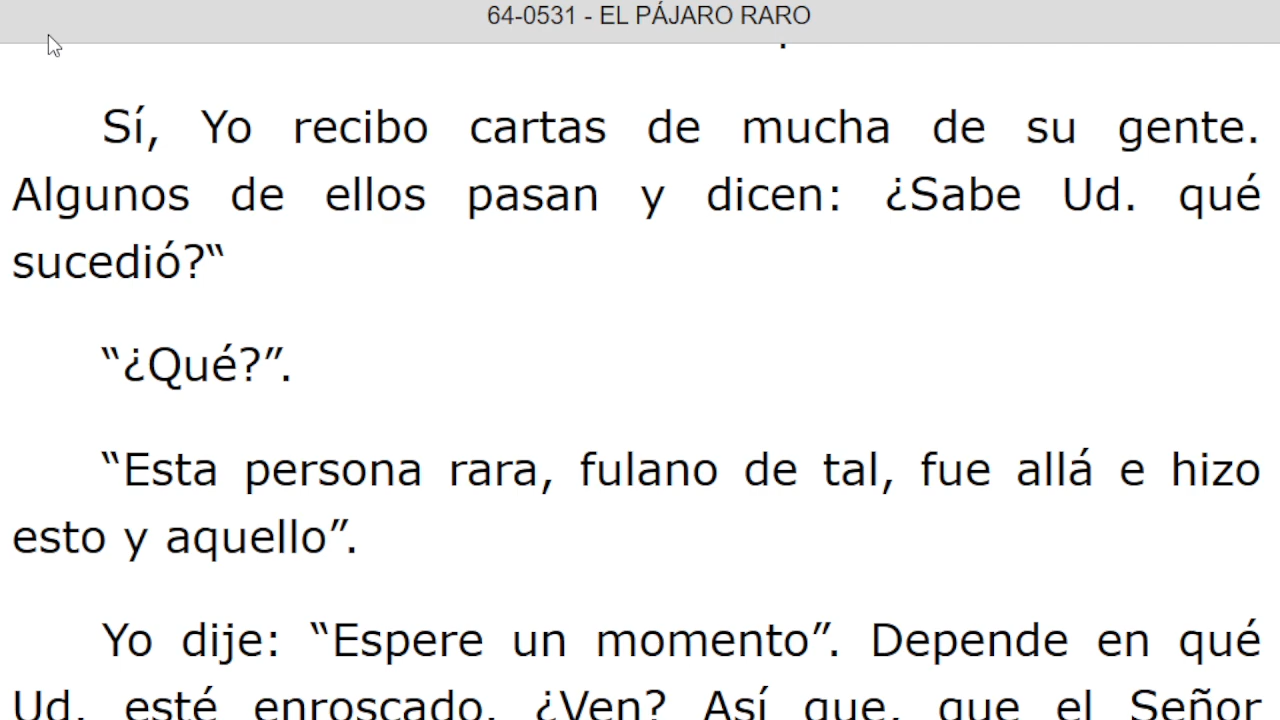 64-0531 - EL PÁJARO RARO
Sí, Yo recibo cartas de mucha de su gente.
Algunos de ellos pasan y dicen: ¿Sabe Ud. qué
sucedió?“
“¿Qué?”.
“Esta persona rara, fulano de tal, fue allá e hizo
esto y aquello”.
Yo dije: “Espere un momento”. Depende en qué
Ud. esté enroscado. ¿Ven? Así que, que el Señor